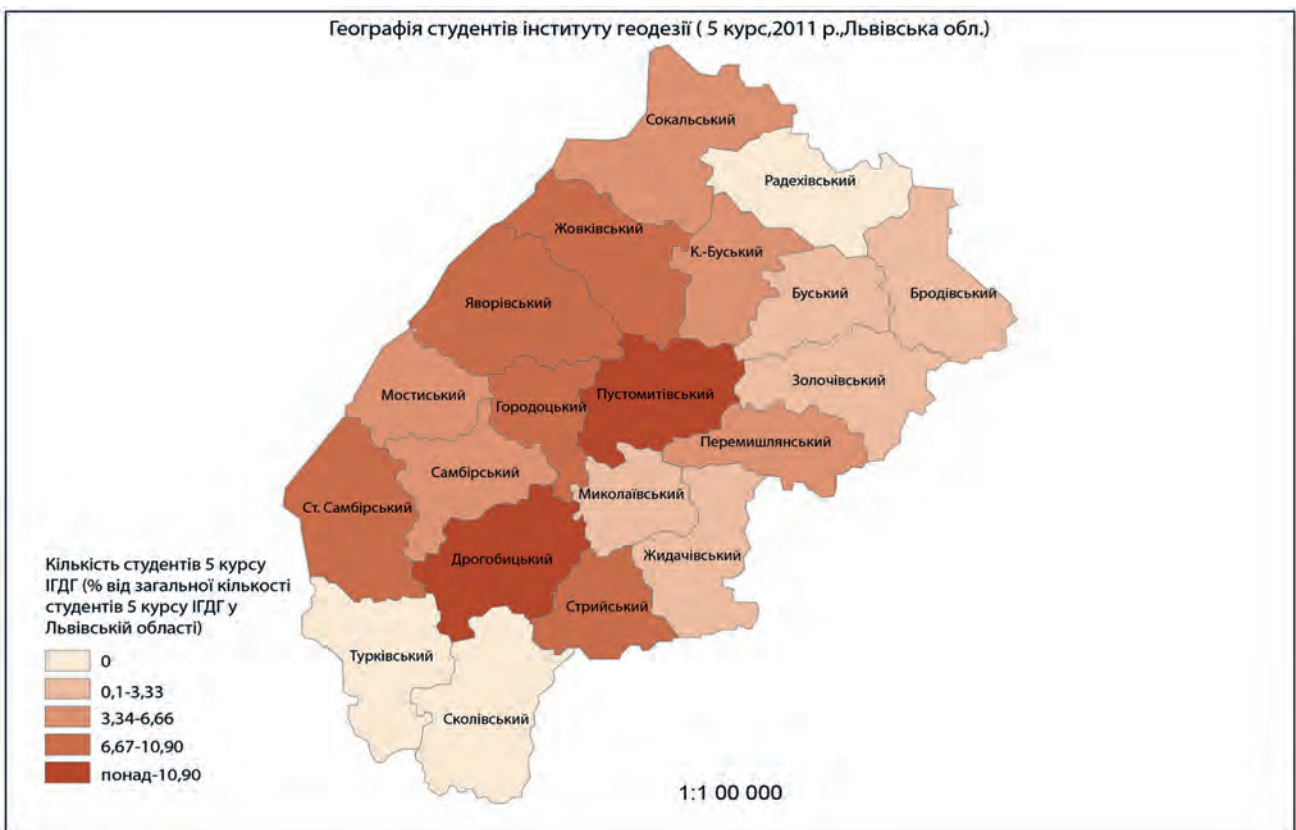 Географія студентів інституту геодезії ( 5 курс,2011 р.,Львівська обл.)
Сокальський
Радехівський
Жовківський
К.-Буський
Буський
Бродівський
Яворівський
Золочівський
Мостиський
Городоцький
Пустомитівський
Перемишлянський
Самбірський
Миколаївський
Ст. Самбірський
Дрогобицький
Жидачівський
Стрийський
Турківський
Сколівський
Кількість студентів 5 курсу
ІГДГ (% від загальної кількості
студентів 5 курсу ІГДГ у
Львівській області)
0
0,1-3,33
3,34-6,66
6,67-10,90
понад-10,90
1:1 00 000